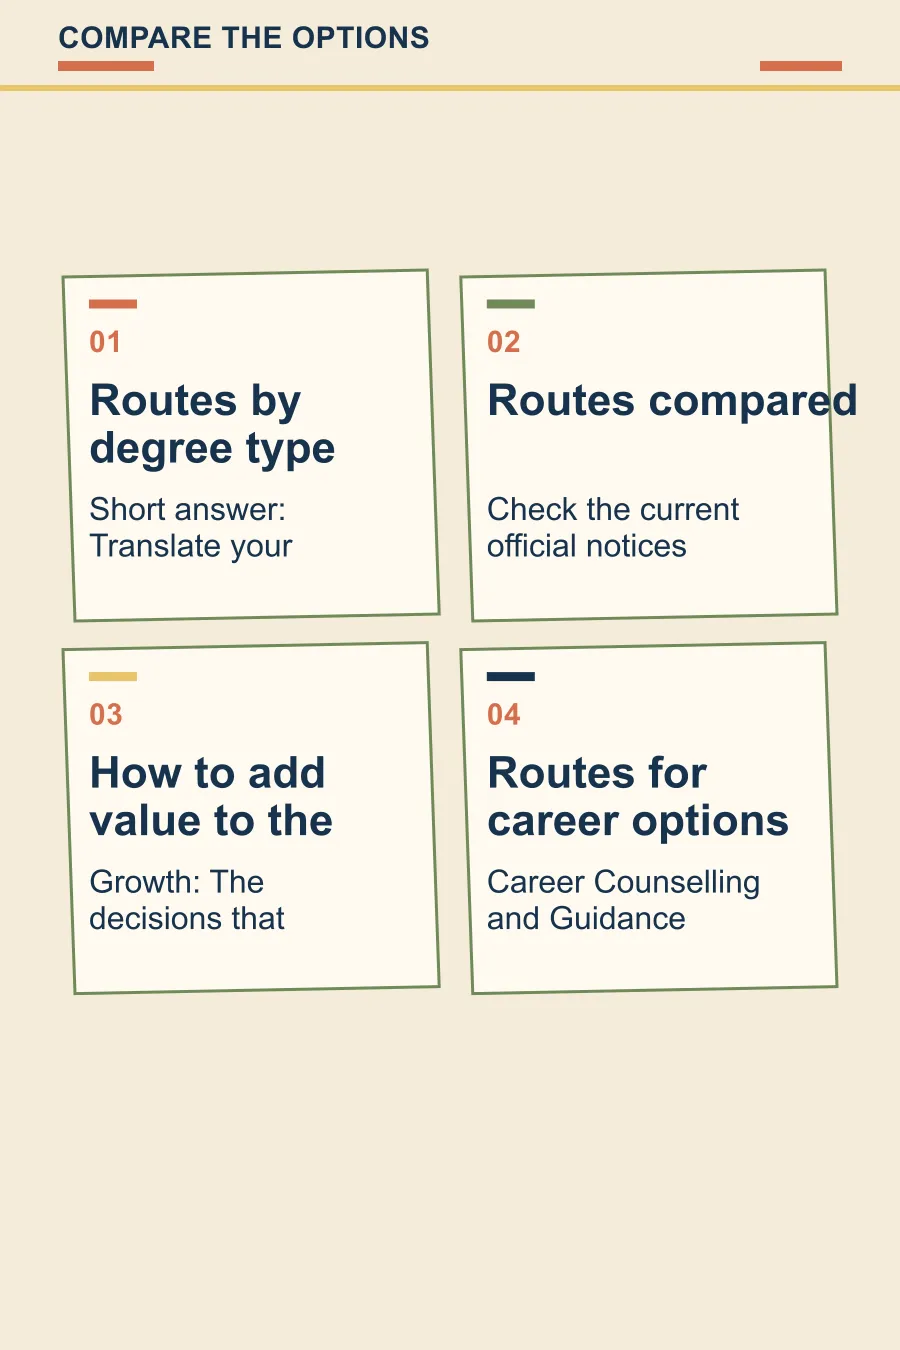 COMPARE THE OPTIONS
01
Routes by
degree type
Short answer:
Translate your
02
Routes compared
Check the current
official notices
03
How to add
value to the
Growth: The
decisions that
04
Routes for
career options
Career Counselling
and Guidance